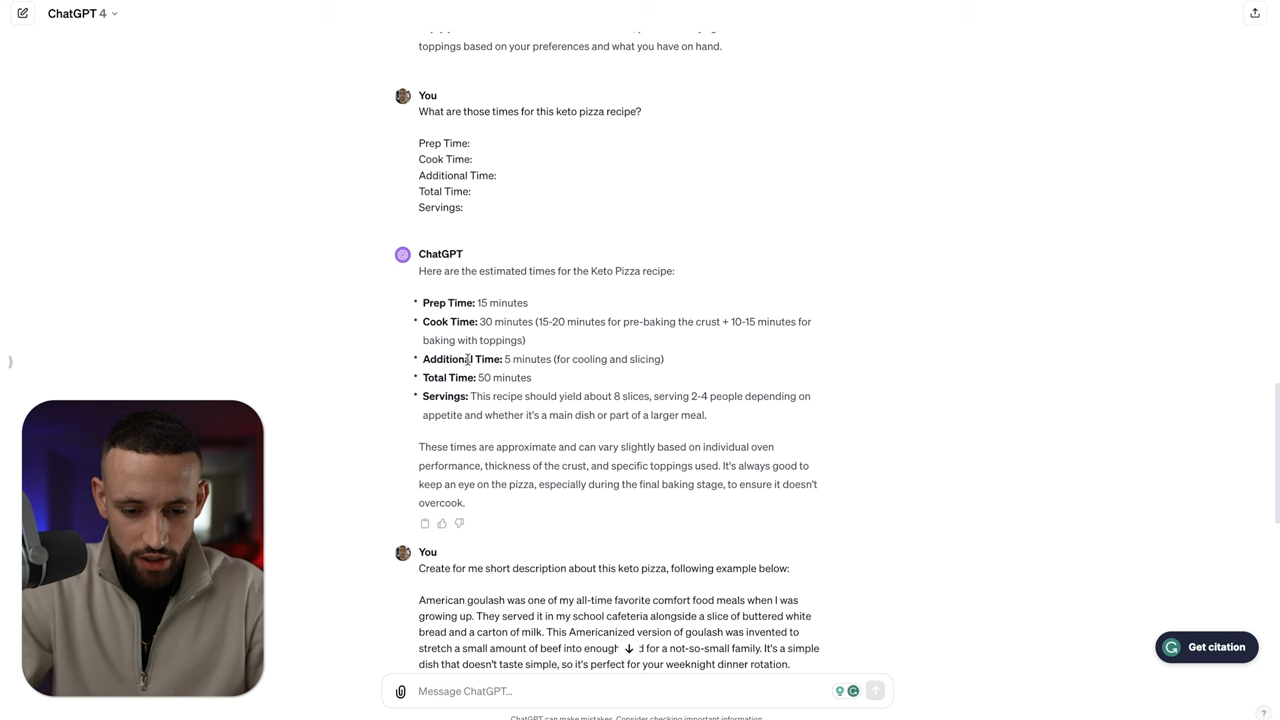 ChatGPT 4
toppings based on your preferences and what you have on hand.
You
What are those times for this keto pizza recipe?
Prep Time:
Cook Time:
Additional Time:
Total Time:
Servings:
ChatGPT
Here are the estimated times for the Keto Pizza recipe:
• Prep Time: 15 minutes
• Cook Time: 30 minutes (15-20 minutes for pre-baking the crust + 10-15 minutes for
baking with toppings)
• Additional Time: 5 minutes (for cooling and slicing)
• Total Time: 50 minutes
• Servings: This recipe should yield about 8 slices, serving 2-4 people depending on
appetite and whether it's a main dish or part of a larger meal.
These times are approximate and can vary slightly based on individual oven
performance, thickness of the crust, and specific toppings used. It's always good to
keep an eye on the pizza, especially during the final baking stage, to ensure it doesn't
overcook.
You
Create for me short description about this keto pizza, following example below:
American goulash was one of my all-time favorite comfort food meals when I was
growing up. They served it in my school cafeteria alongside a slice of buttered white
bread and a carton of milk. This Americanized version of goulash was invented to
stretch a small amount of beef into enough for a not-so-small family. It's a simple
dish that doesn't taste simple, so it's perfect for your weeknight dinner rotation.
Get citation
Message ChatGPT...
ChatGPT can make mistakes. Consider checking important information.
?